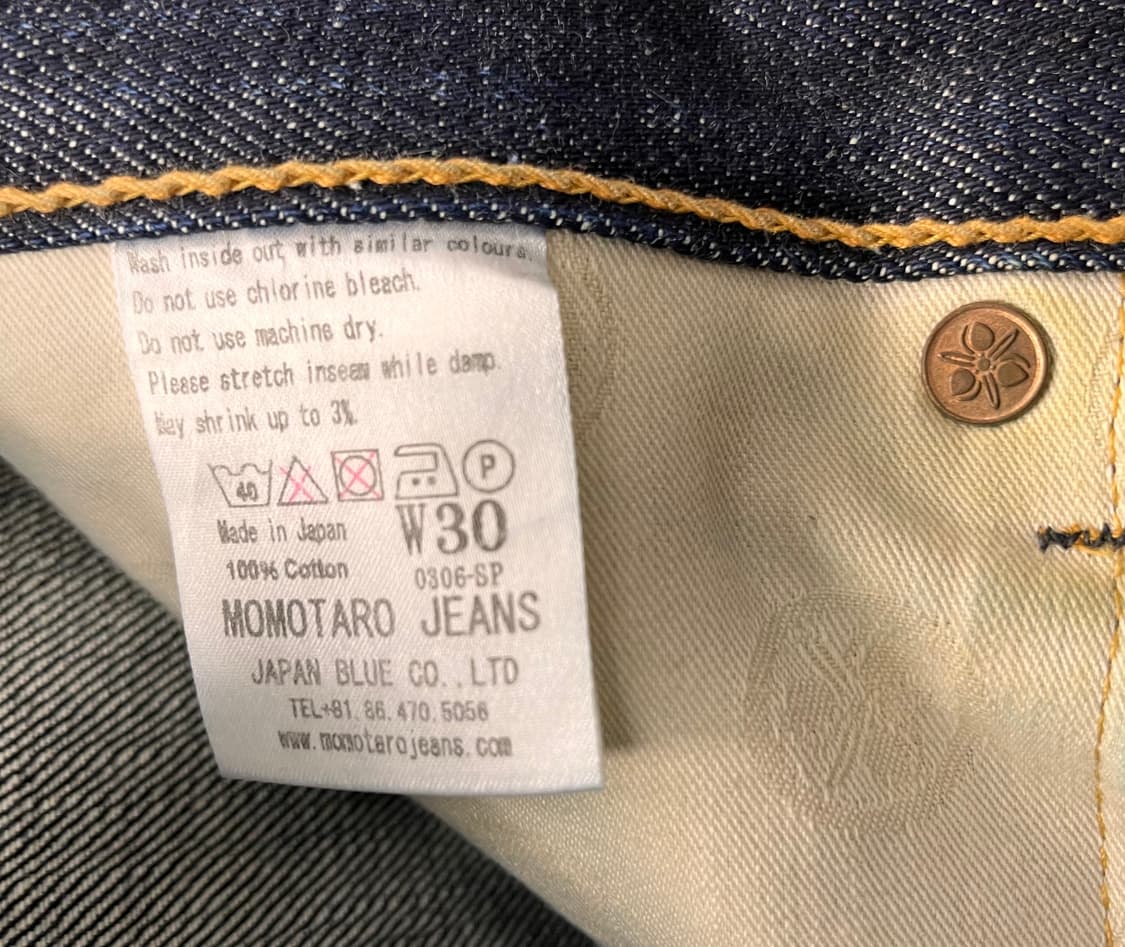 Wash inside out with similar colours.
Do not use chlorine bleach.
Do not use machine dry.
Please stretch inseam while damp.
May shrink up to 3%.
40 P
Made in Japan W30
100% Cotton 0306-SP
MOMOTARO JEANS
JAPAN BLUE CO.,LTD
TEL+81.86.470.5056
www.momotarojeans.com